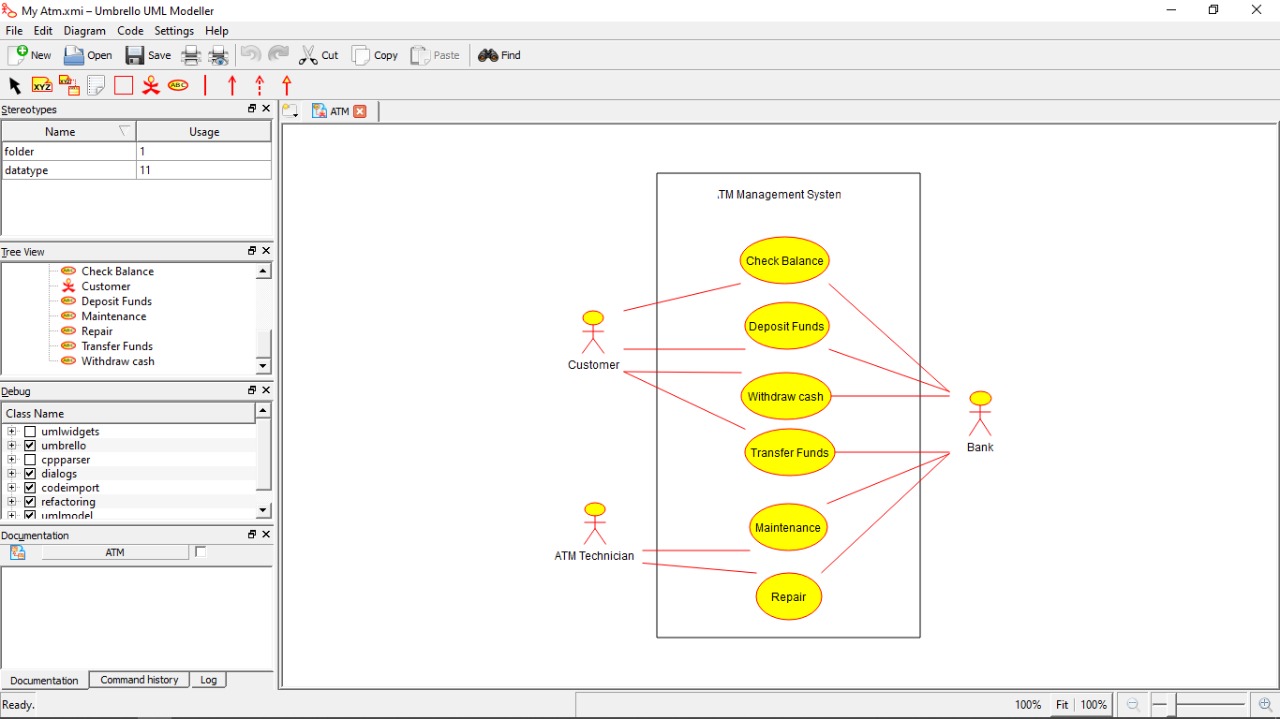 My Atm.xmi – Umbrello UML Modeller
File Edit Diagram Code Settings Help
New Open Save Cut Copy Paste Find
XYZ XYZ ABC
Stereotypes
Name Usage
folder 1
datatype 11
Tree View
Check Balance
Customer
Deposit Funds
Maintenance
Repair
Transfer Funds
Withdraw cash
Debug
Class Name
umlwidgets
umbrello
cppparser
dialogs
codeimport
refactoring
umlmodel
Documentation
ATM
Documentation Command history Log
ATM
TM Management System
Check Balance
Deposit Funds
Customer
Withdraw cash
Bank
Transfer Funds
Maintenance
ATM Technician
Repair
Ready.
100% Fit 100%